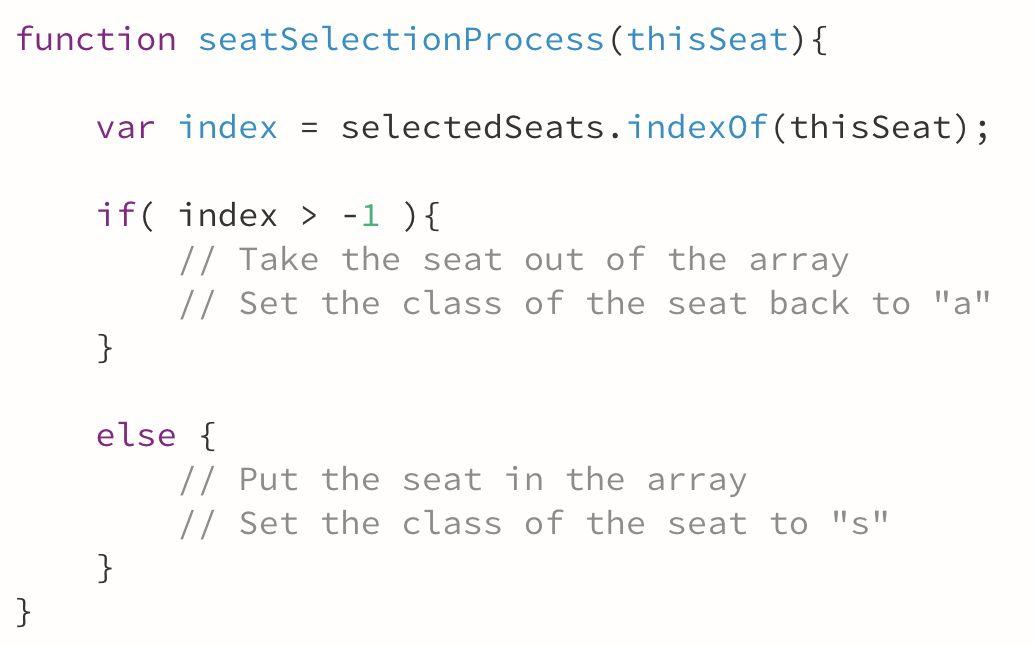 function seatSelectionProcess(thisSeat){
    var index = selectedSeats.indexOf(thisSeat);
    if( index > -1 ){
        // Take the seat out of the array
        // Set the class of the seat back to "a"
    }
    else {
        // Put the seat in the array
        // Set the class of the seat to "s"
    }
}